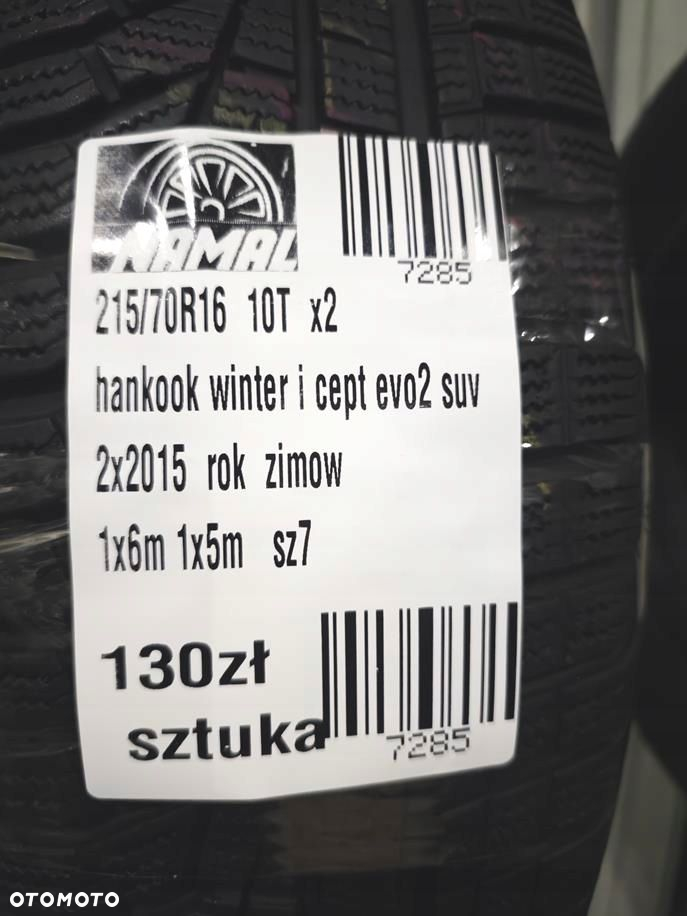 NAMAL
7285
215/70R16 10T x2
hankook winter i cept evo2 suv
2x2015 rok zimow
1x6m 1x5m sz7
130zł
sztuka
7285
OTOMOTO